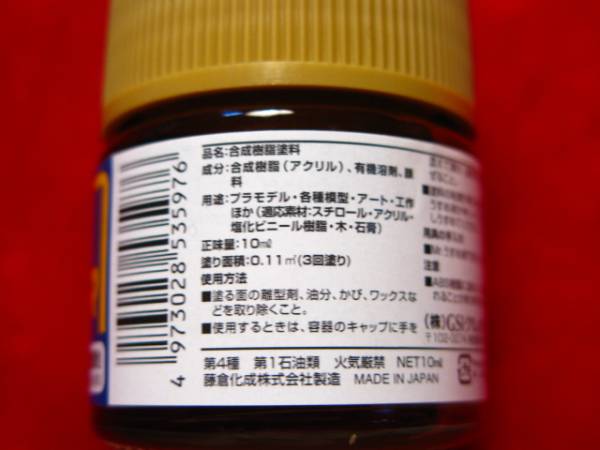 品名：合成樹脂塗料
成分：合成樹脂（アクリル）、有機溶剤、顔
料
用途：プラモデル・各種模型・アート・工作
ほか（適応素材：スチロール・アクリル・
塩化ビニール樹脂・木・石膏）
正味量：10mℓ
塗り面積：0.11㎡（3回塗り）
使用方法
■塗る面の離型剤、油分、かび、ワックスな
どを取り除くこと。
■使用するときは、容器のキャップに手を
第4種 第1石油類 火気厳禁 NET10mℓ
藤倉化成株式会社製造 MADE IN JAPAN
4 973028 535976
注意
（株）GSI